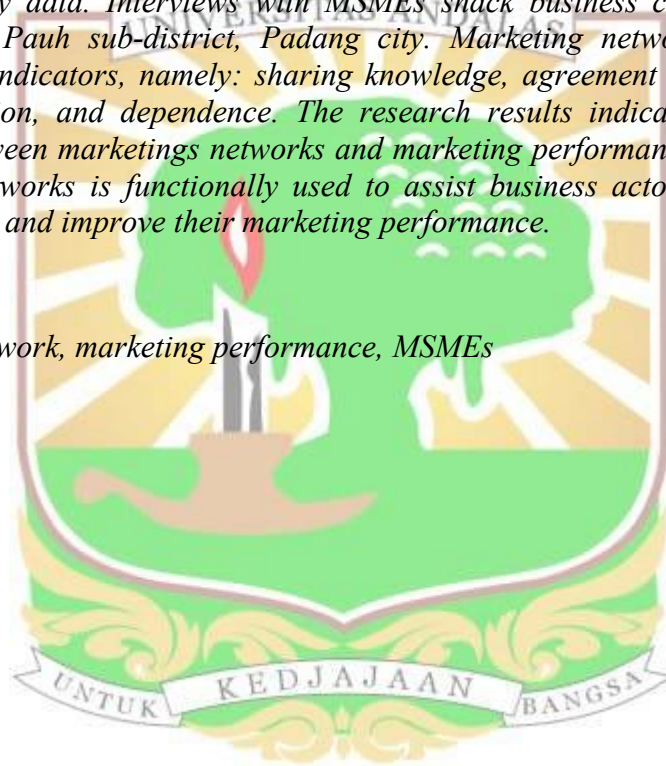 y data. Interviews with MSMEs snack business c
UNIVERSITAS ANDALAS
Pauh sub-district, Padang city. Marketing netwo
ndicators, namely: sharing knowledge, agreement
on, and dependence. The research results indica
ween marketings networks and marketing performan
works is functionally used to assist business acto
and improve their marketing performance.
work, marketing performance, MSMEs
UNTUK KEDJAJAAN BANGSA